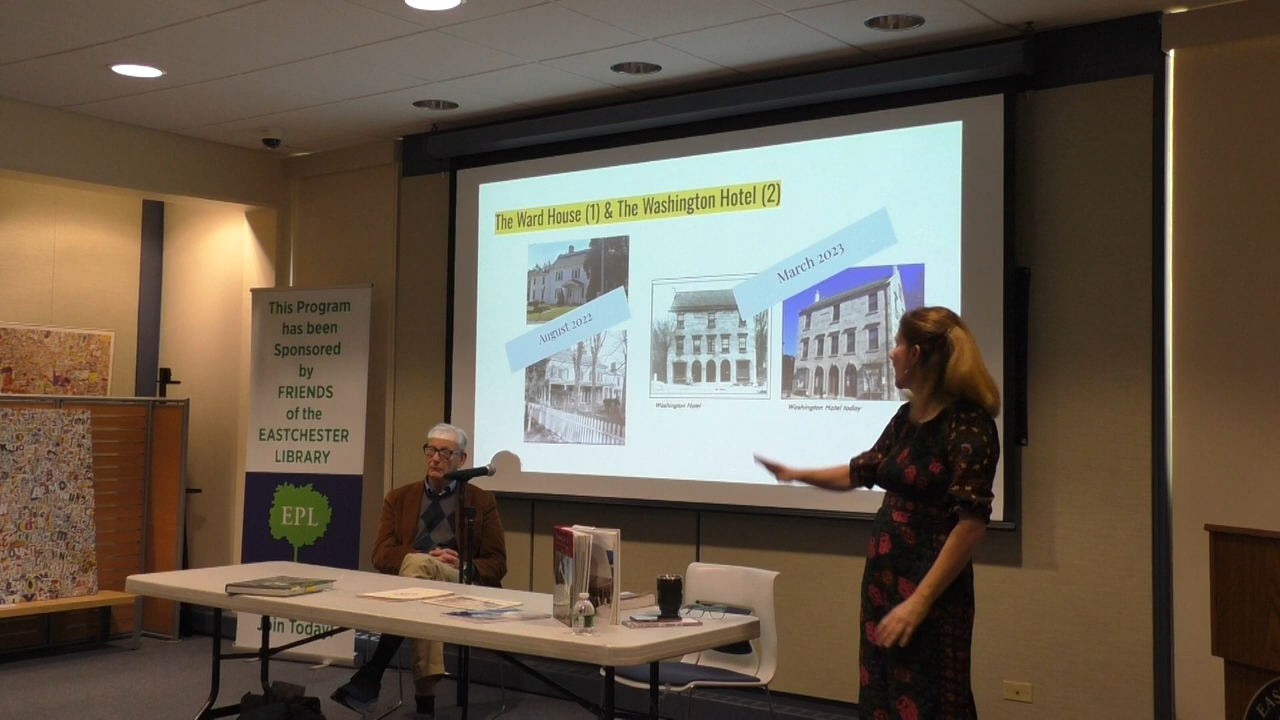 The Ward House (1) & The Washington Hotel (2)
August 2022
March 2023
Washington Hotel
Washington Hotel today
This Program
has been
Sponsored
by
FRIENDS
of the
EASTCHESTER
LIBRARY
EPL
Today!
EAS